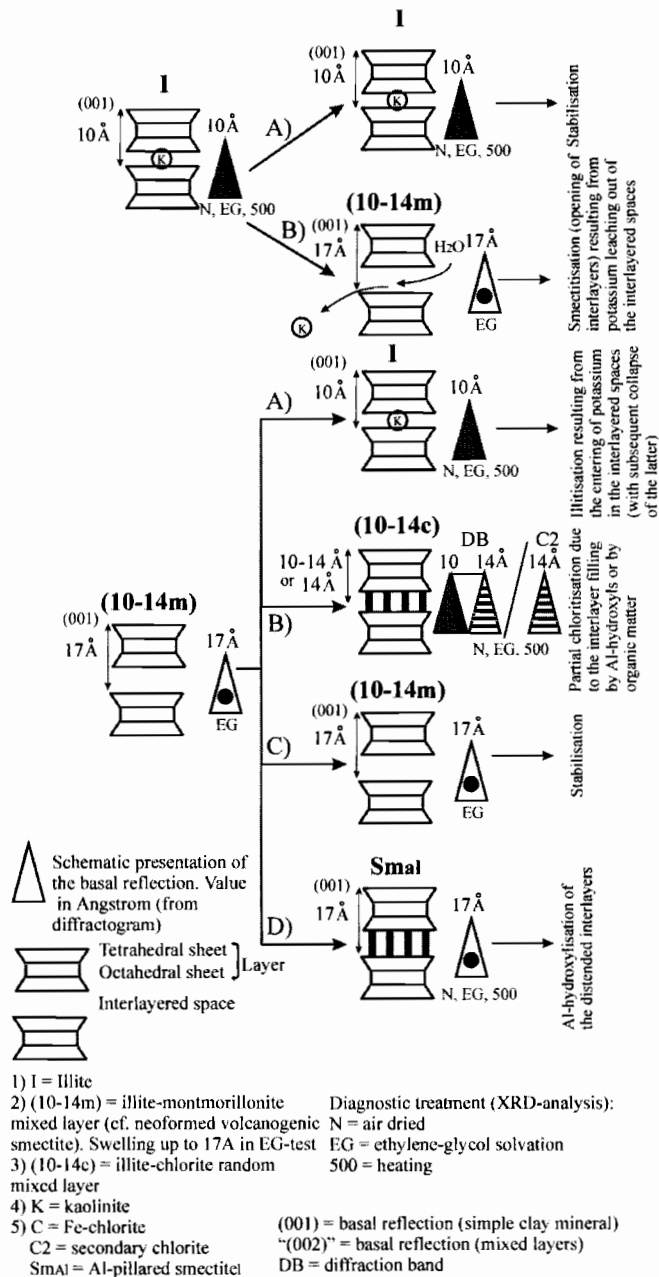 I
(001)
10Å
10Å
K
N, EG, 500
A)
I
(001)
10Å
10Å
K
N, EG, 500
Stabilisation
B)
(10-14m)
(001)
17Å
H2O
17Å
K
EG
Smectitisation (opening of
interlayers) resulting from
potassium leaching out of
the interlayered spaces
(10-14m)
(001)
17Å
17Å
EG
A)
I
(001)
10Å
10Å
K
N, EG, 500
Illitisation resulting from
the entering of potassium
in the interlayered spaces
(with subsequent collapse
of the latter)
B)
(10-14c)
10-14 Å
or
14Å
DB
10
14Å
C2
14Å
N, EG, 500
Partial chloritisation due
to the interlayer filling
by Al-hydroxyls or by
organic matter
C)
(10-14m)
(001)
17Å
17Å
EG
Stabilisation
D)
Smal
(001)
17Å
17Å
N, EG, 500
Al-hydroxylisation of
the distended interlayers
Schematic presentation of
the basal reflection. Value
in Angstrom (from
diffractogram)
Tetrahedral sheet
Octahedral sheet
Layer
Interlayered space
1) I = Illite
2) (10-14m) = illite-montmorillonite
mixed layer (cf. neoformed volcanogenic
smectite). Swelling up to 17A in EG-test
3) (10-14c) = illite-chlorite random
mixed layer
4) K = kaolinite
5) C = Fe-chlorite
C2 = secondary chlorite
SmAl = Al-pillared smectitel
Diagnostic treatment (XRD-analysis):
N = air dried
EG = ethylene-glycol solvation
500 = heating
(001) = basal reflection (simple clay mineral)
"(002)" = basal reflection (mixed layers)
DB = diffraction band